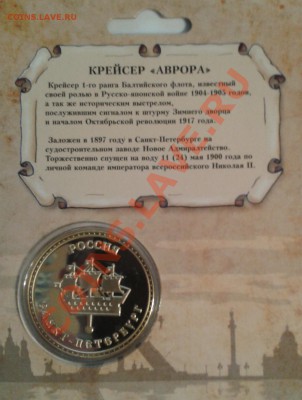 КРЕЙСЕР «АВРОРА»
Крейсер 1-го ранга Балтийского флота, известный
своей ролью в Русско-японской войне 1904-1905 годов,
а так же историческим выстрелом,
послужившим сигналом к штурму Зимнего дворца
и началом Октябрьской революции 1917 года.
Заложен в 1897 году в Санкт-Петербурге на
судостроительном заводе Новое Адмиралтейство.
Торжественно спущен на воду 11 (24) мая 1900 года по
личной команде императора всероссийского Николая II.
РОССИЯ
САНКТ-ПЕТЕРБУРГ
COINS.LAVE.RU